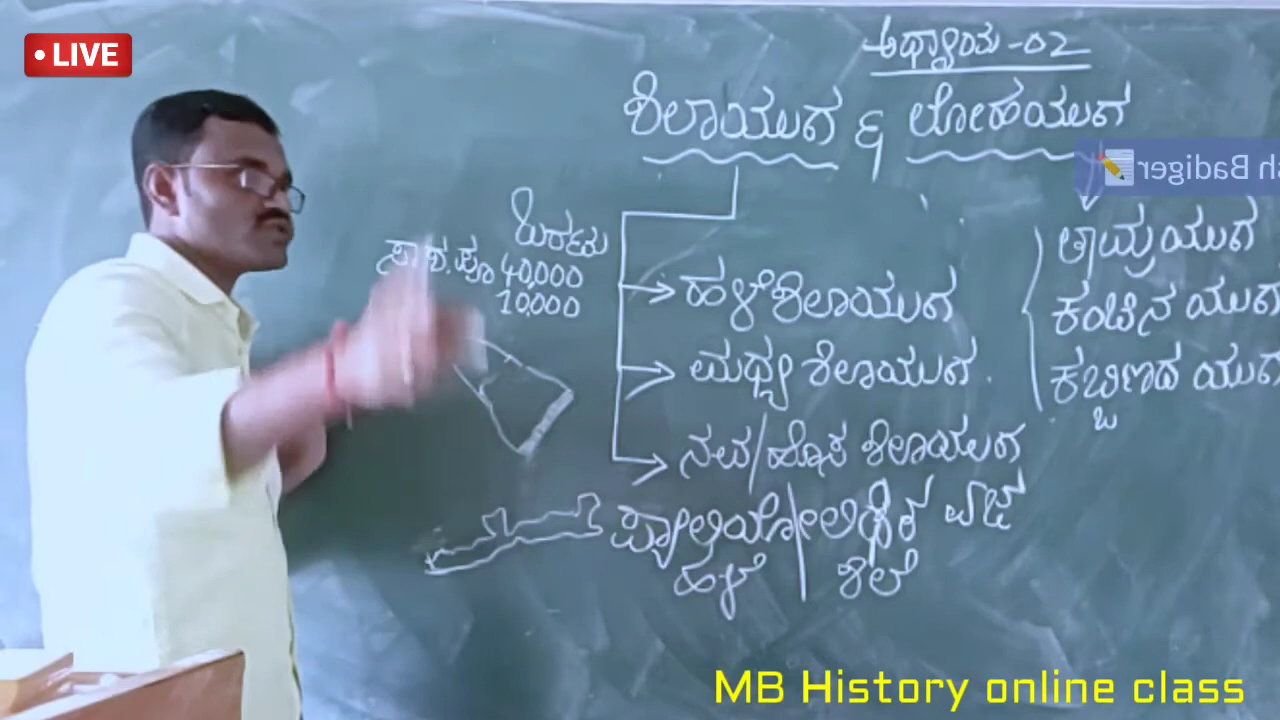 LIVE
ಅಧ್ಯಾಯ -02
ಶಿಲಾಯುಗ & ಲೋಹಯುಗ
sh Badiger
ಕುರ್ರುತು
40,000
10,000
ಹಳೆ ಶಿಲಾಯುಗ
ಮಧ್ಯ ಶಿಲಾಯುಗ.
ನವ/ಹೊಸ ಶಿಲಾಯುಗ
ತಾಮ್ರಯುಗ
ಕಂಚಿನ ಯುಗ
ಕಬ್ಬಿಣದ ಯುಗ
ಪ್ಯಾಲಿಯೋ/ಲಿಥಿಕ ಏಜ್
ಹಳೆ / ಶಿಲೆ
MB History online class